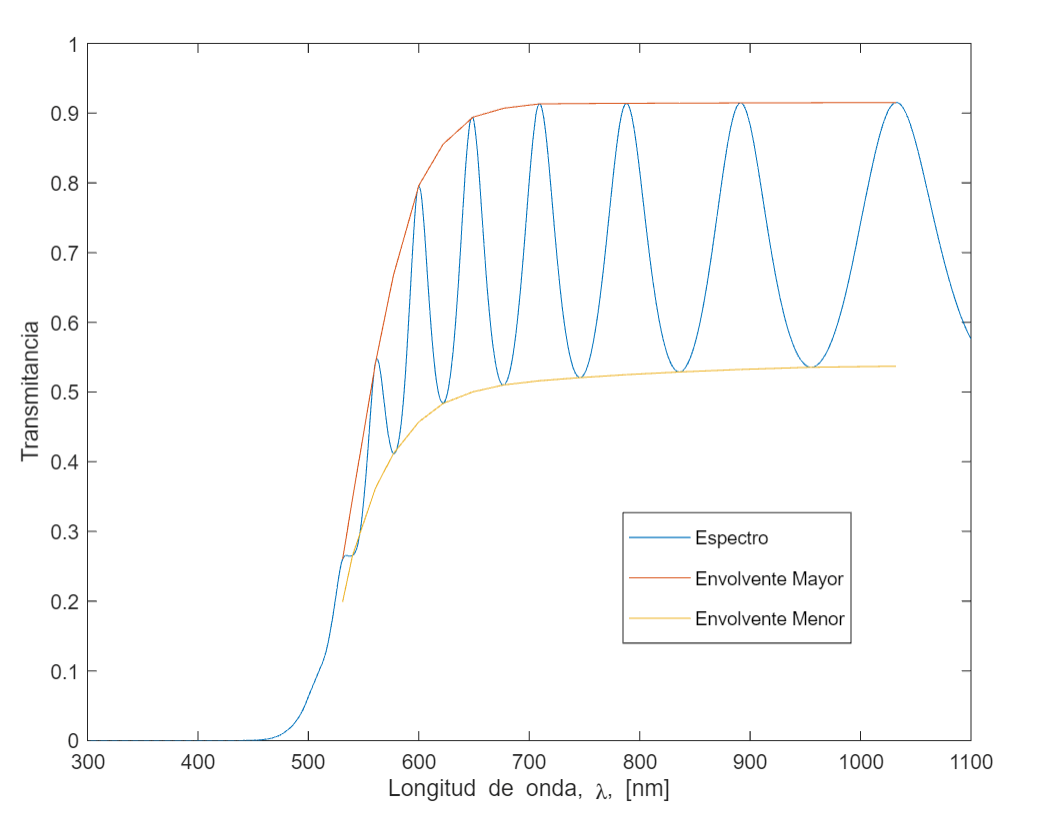 1
0.9
0.8
0.7
0.6
0.5
0.4
0.3
0.2
0.1
0
Transmitancia
Espectro
Envolvente Mayor
Envolvente Menor
300 400 500 600 700 800 900 1000 1100
Longitud de onda, λ, [nm]